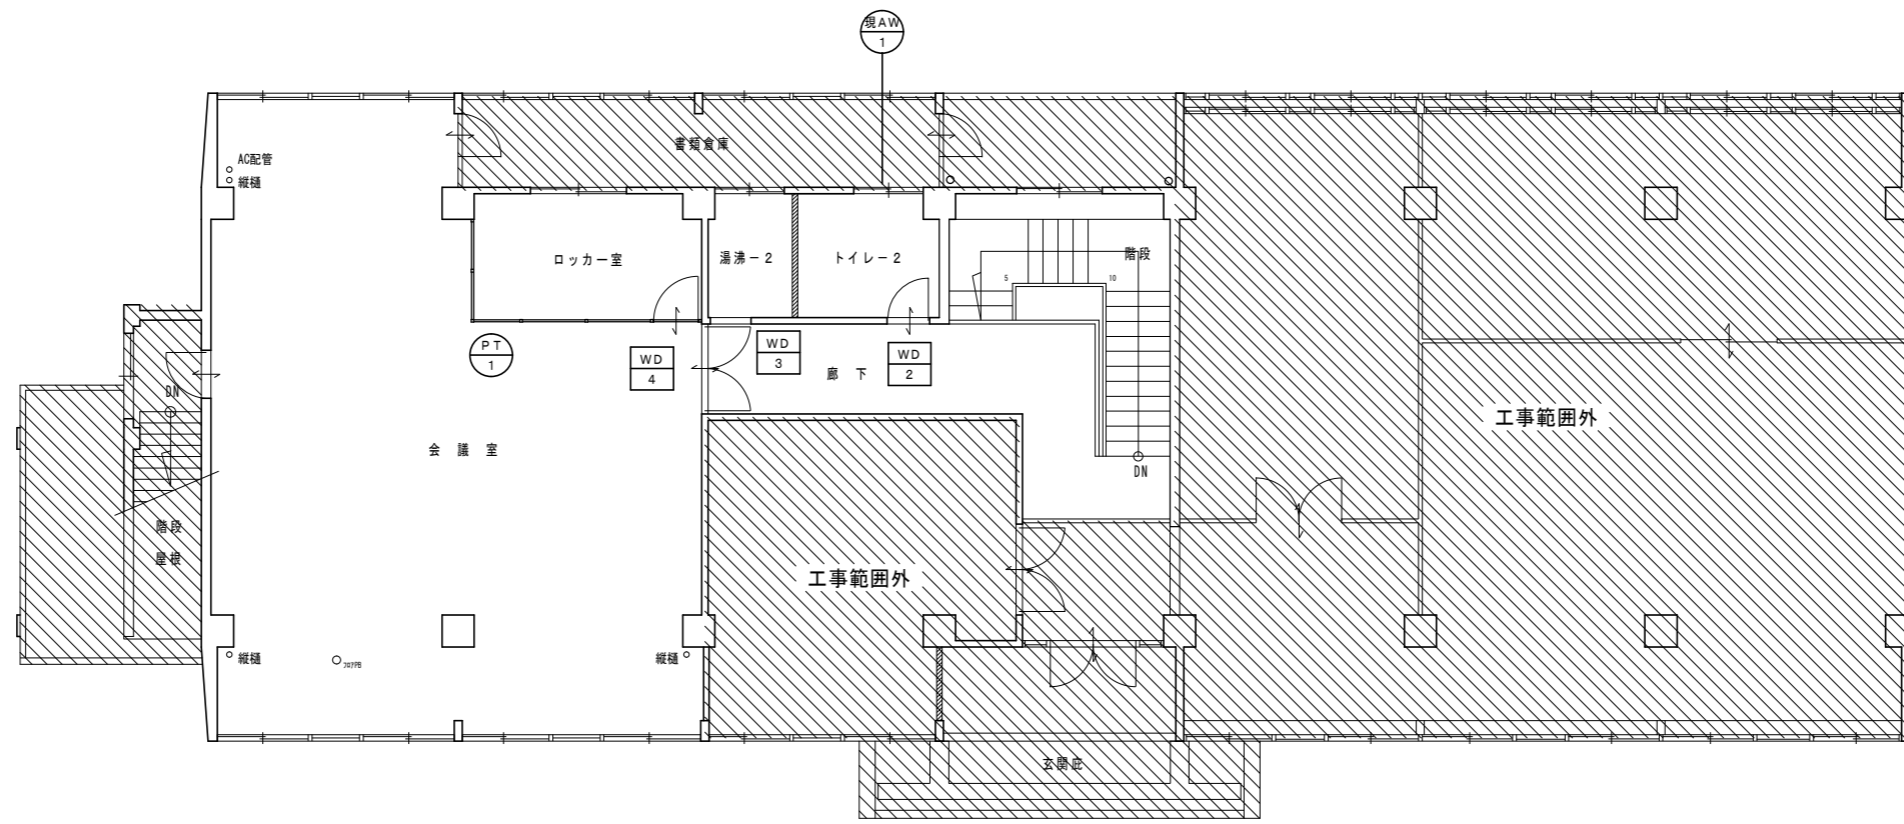 現AW
1
書類倉庫
AC配管
縦樋
ロッカー室
湯沸－2
トイレ－2
階段
5
10
PT
1
WD
4
WD
3
WD
2
廊 下
DN
会 議 室
工事範囲外
DN
階段
屋根
工事範囲外
縦樋
縦樋
玄関庇